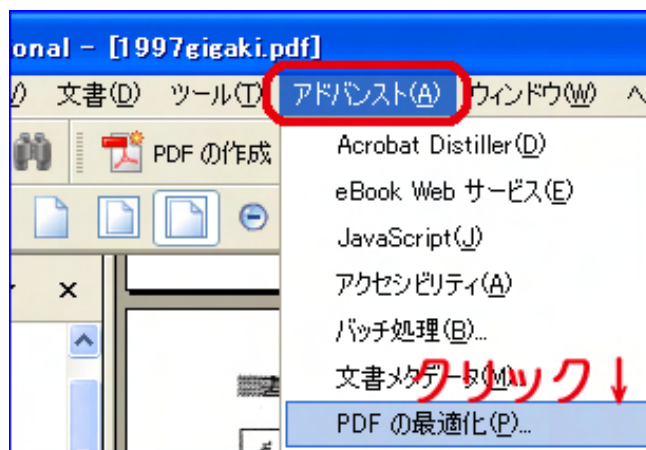 onal - [1997gigaki.pdf]
文書(D) ツール(T) アドバンスト(A) ウィンドウ(W) ヘ
PDF の作成
Acrobat Distiller(D)
eBook Web サービス(E)
JavaScript(J)
アクセシビリティ(A)
バッチ処理(B)...
文書メタデータ(M)...
クリック↓
PDF の最適化(P)...